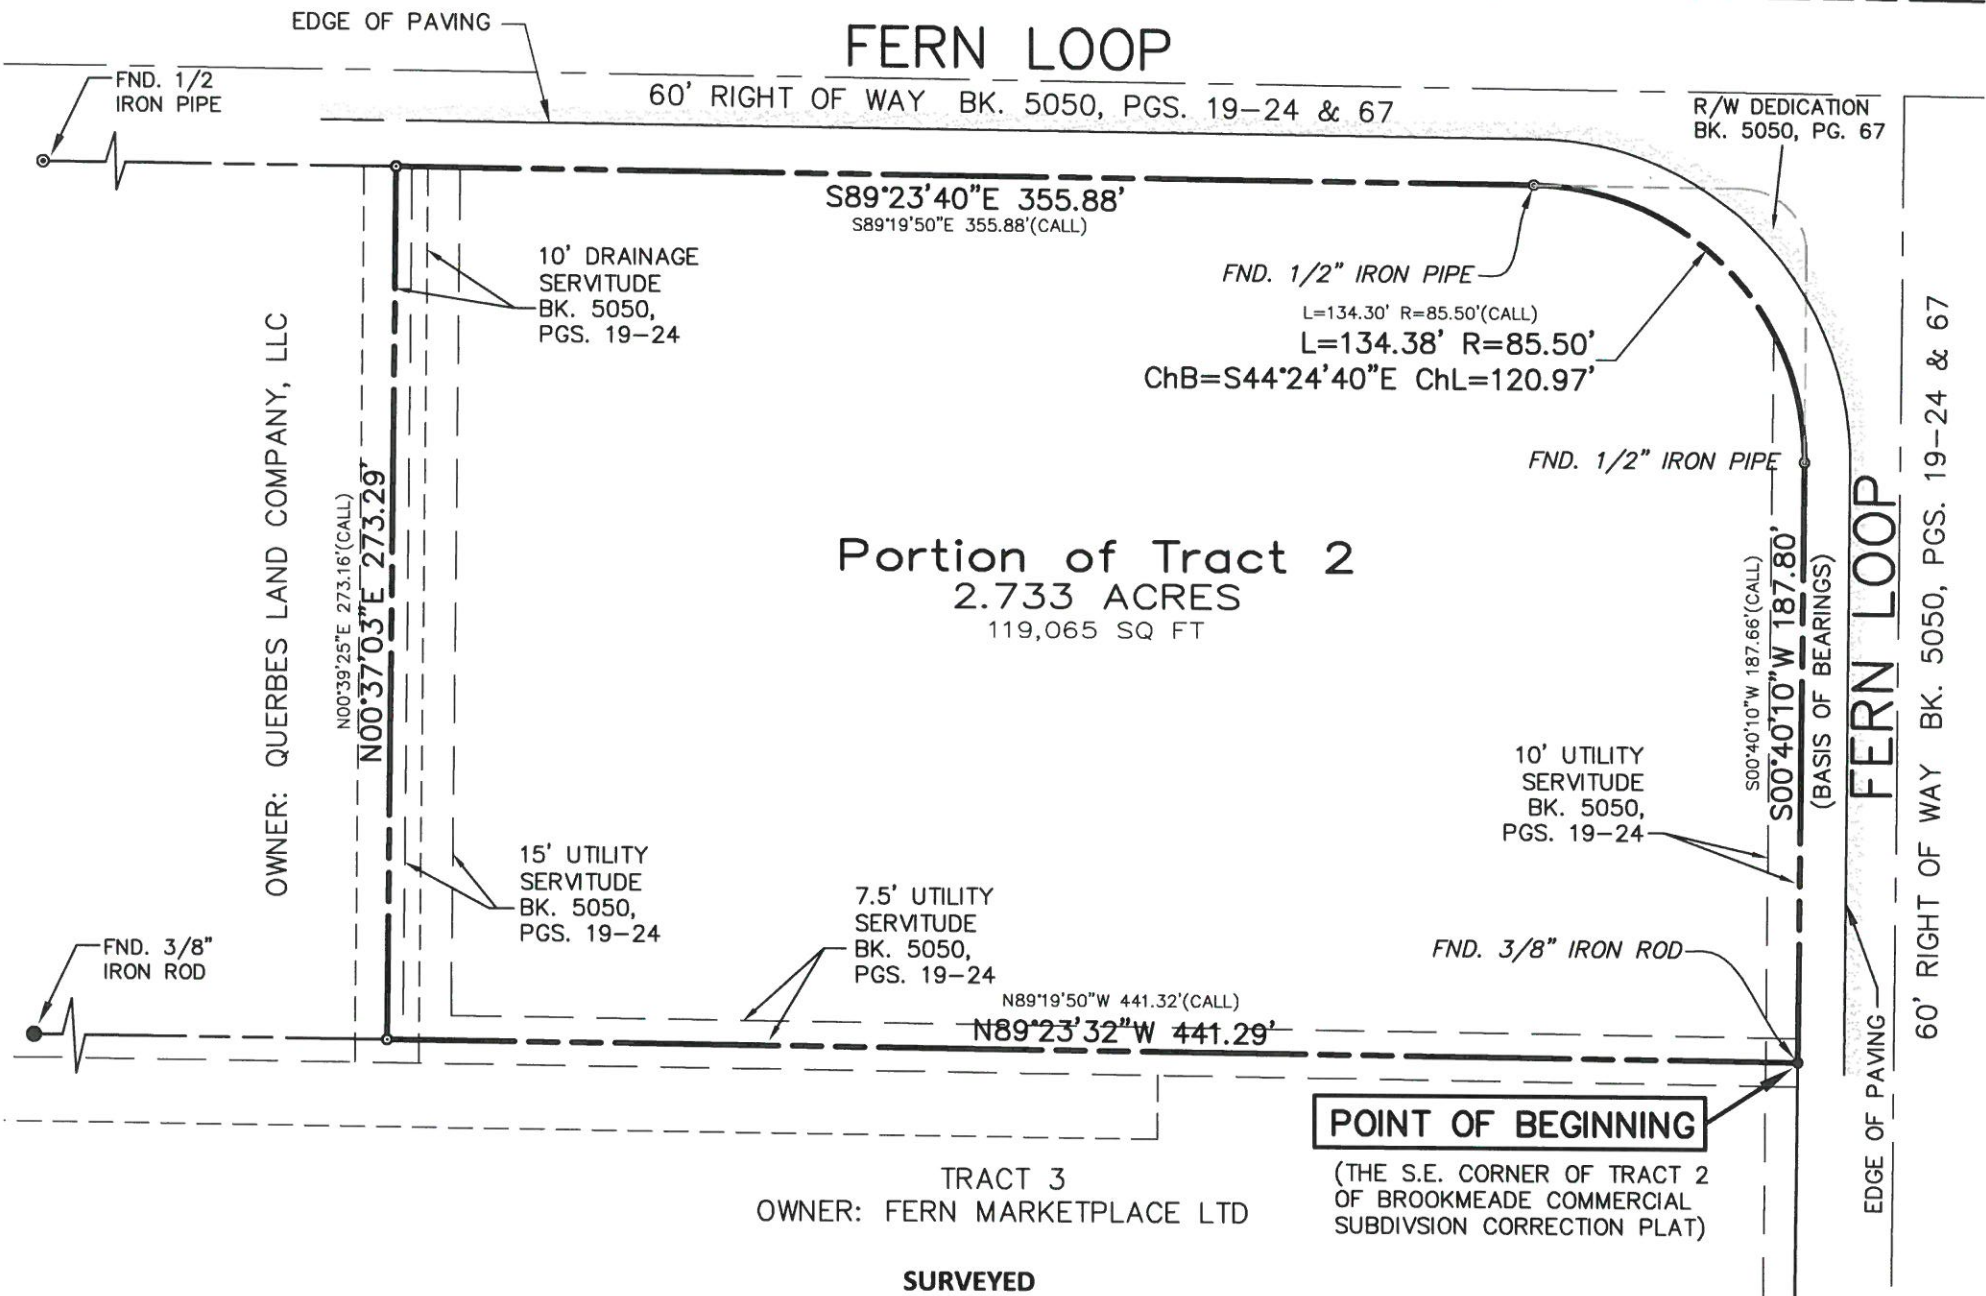 EDGE OF PAVING
FERN LOOP
60' RIGHT OF WAY BK. 5050, PGS. 19-24 & 67
FND. 1/2
IRON PIPE
R/W DEDICATION
BK. 5050, PG. 67
S89°23'40"E 355.88'
S89°19'50"E 355.88'(CALL)
10' DRAINAGE
SERVITUDE
BK. 5050,
PGS. 19-24
FND. 1/2" IRON PIPE
L=134.30' R=85.50'(CALL)
L=134.38' R=85.50'
ChB=S44°24'40"E ChL=120.97'
FND. 1/2" IRON PIPE
OWNER: QUERBES LAND COMPANY, LLC
N00°39'25"E 273.16'(CALL)
N00°37'03"E 273.29'
Portion of Tract 2
2.733 ACRES
119,065 SQ FT
S00°40'10"W 187.66'(CALL)
S00°40'10"W 187.80'
(BASIS OF BEARINGS)
FERN LOOP
60' RIGHT OF WAY BK. 5050, PGS. 19-24 & 67
10' UTILITY
SERVITUDE
BK. 5050,
PGS. 19-24
15' UTILITY
SERVITUDE
BK. 5050,
PGS. 19-24
7.5' UTILITY
SERVITUDE
BK. 5050,
PGS. 19-24
FND. 3/8"
IRON ROD
FND. 3/8" IRON ROD
N89°19'50"W 441.32'(CALL)
N89°23'32"W 441.29'
EDGE OF PAVING
POINT OF BEGINNING
(THE S.E. CORNER OF TRACT 2
OF BROOKMEADE COMMERCIAL
SUBDIVSION CORRECTION PLAT)
TRACT 3
OWNER: FERN MARKETPLACE LTD
SURVEYED